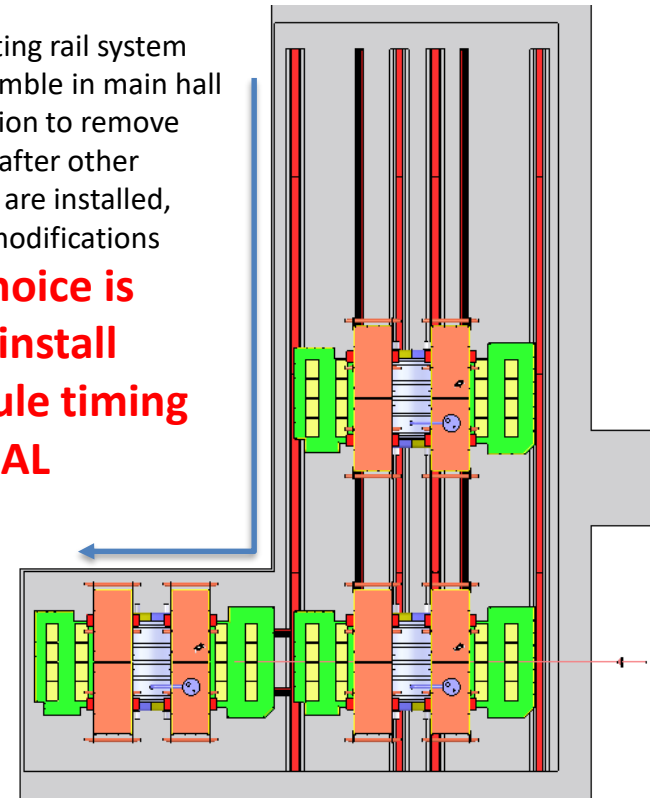 ting rail system
mble in main hall
ion to remove
after other
are installed,
modifications
hoice is
install
ule timing
AL